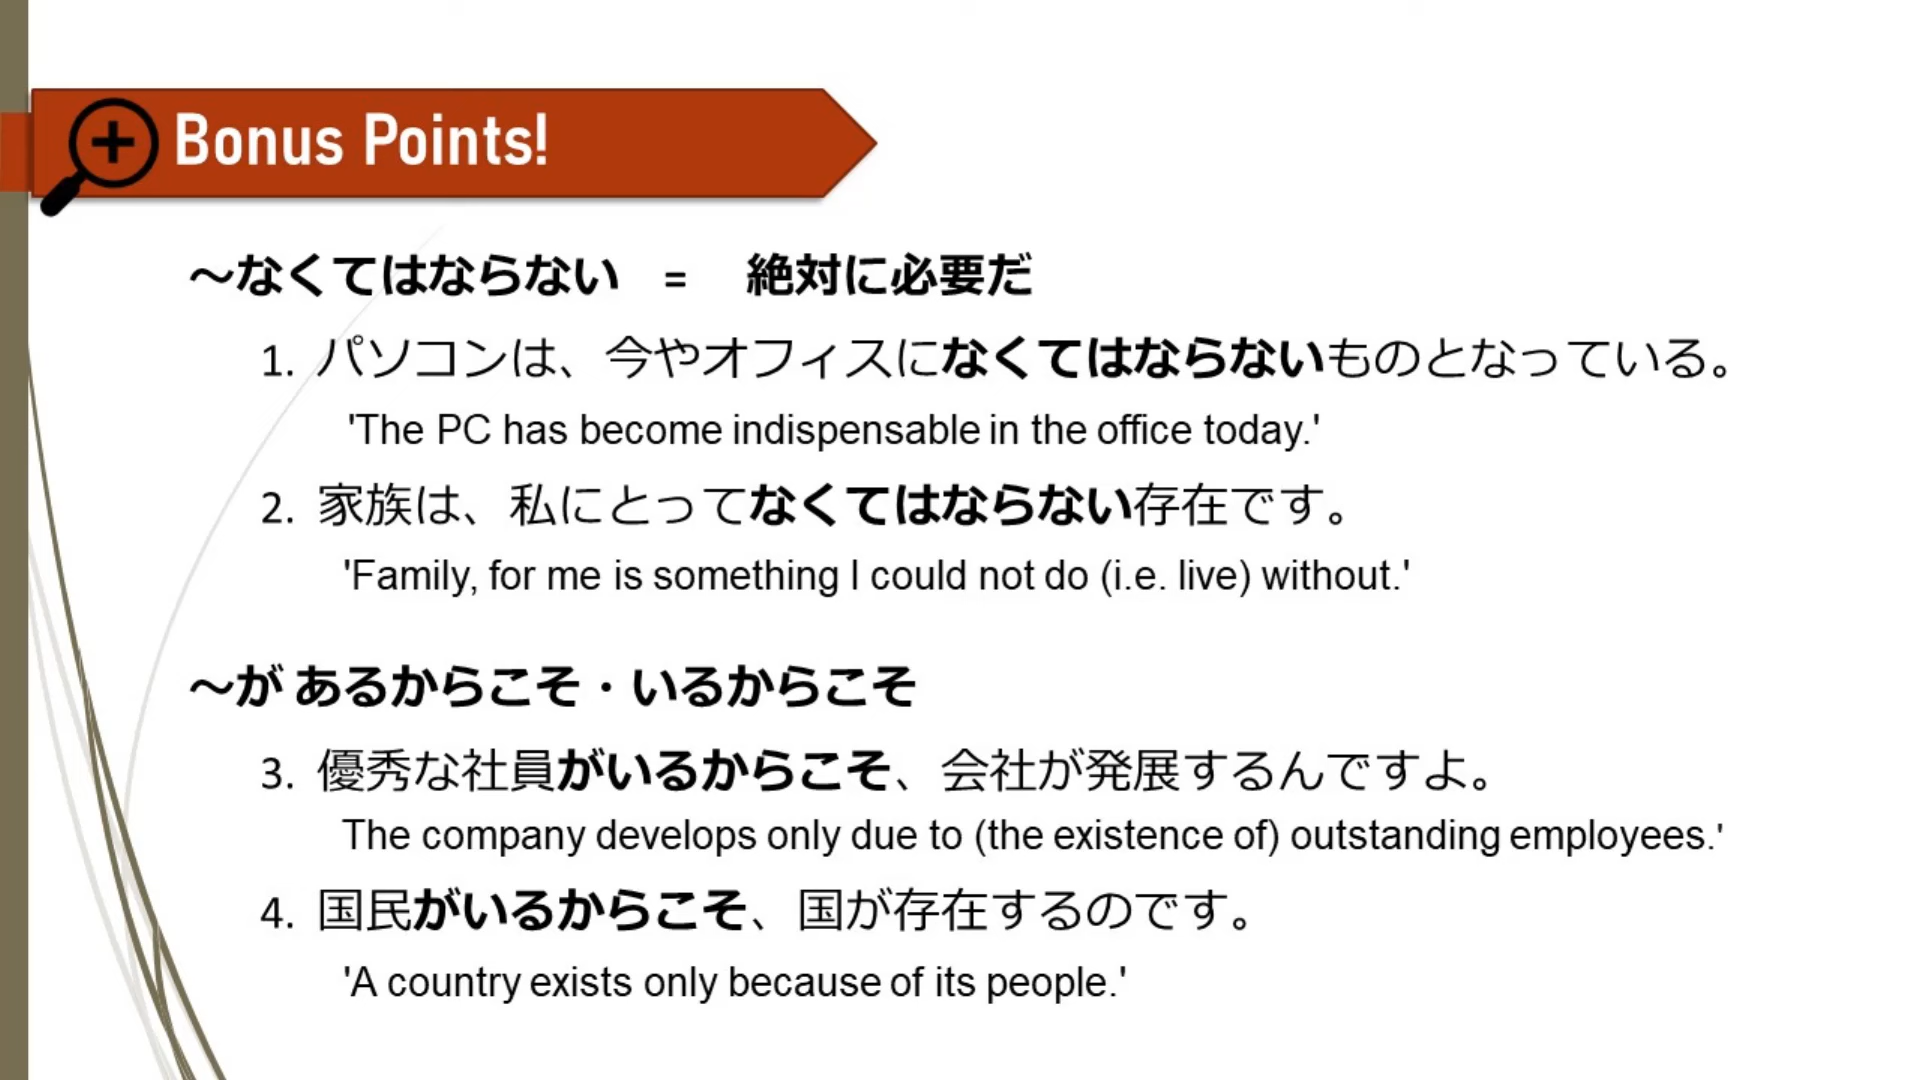 Bonus Points!
～なくてはならない = 絶対に必要だ
1. パソコンは、今やオフィスになくてはならないものとなっている。
'The PC has become indispensable in the office today.'
2. 家族は、私にとってなくてはならない存在です。
'Family, for me is something I could not do (i.e. live) without.'
～が あるからこそ・いるからこそ
3. 優秀な社員がいるからこそ、会社が発展するんですよ。
The company develops only due to (the existence of) outstanding employees.'
4. 国民がいるからこそ、国が存在するのです。
'A country exists only because of its people.'